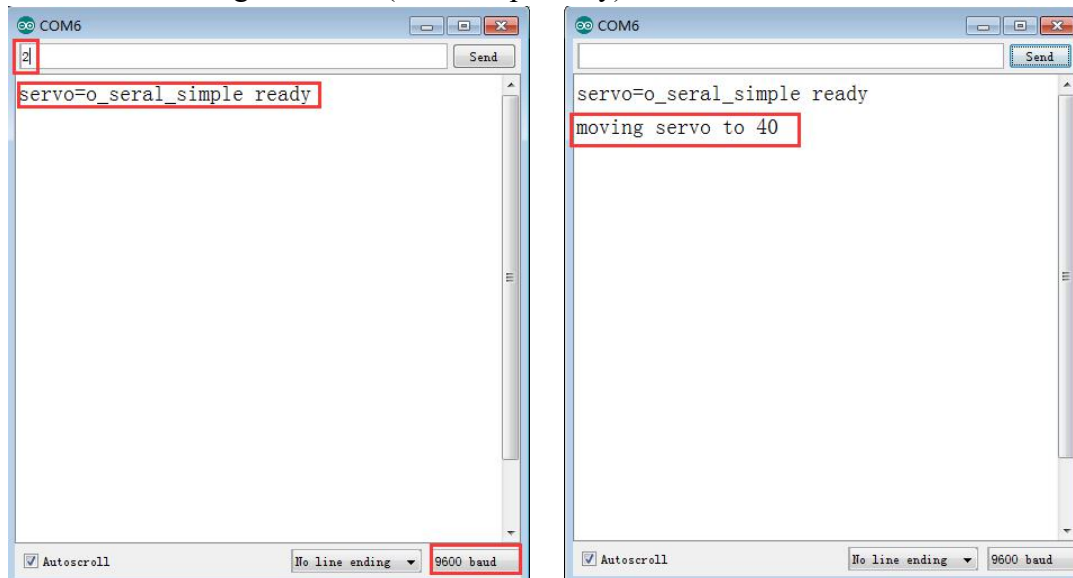 COM6
2
Send
servo=o_seral_simple ready
Autoscroll
No line ending
9600 baud
COM6
Send
servo=o_seral_simple ready
moving servo to 40
Autoscroll
No line ending
9600 baud